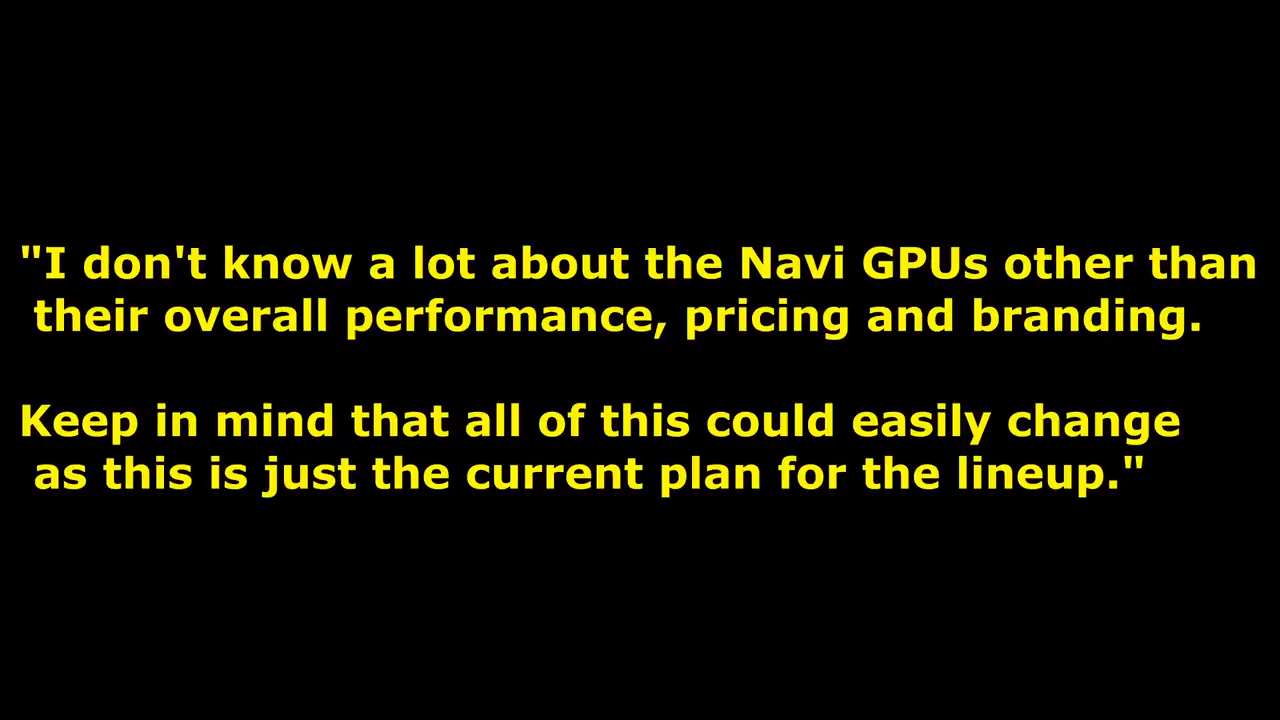 "I don't know a lot about the Navi GPUs other than
their overall performance, pricing and branding.
Keep in mind that all of this could easily change
as this is just the current plan for the lineup."